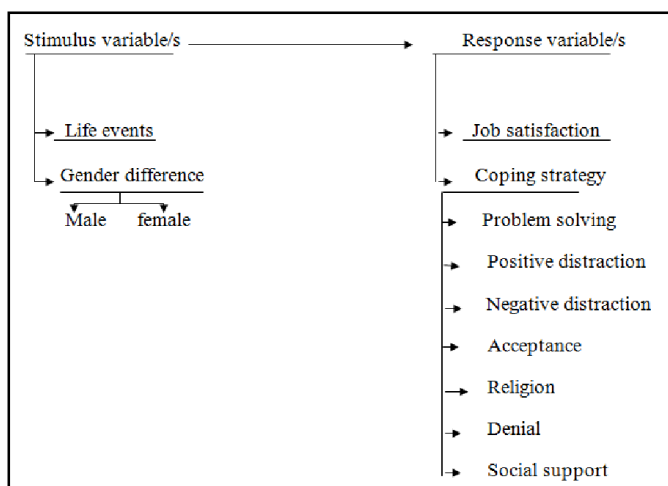 Stimulus variable/s
Response variable/s
Life events
Job satisfaction
Gender difference
Coping strategy
Male female
Problem solving
Positive distraction
Negative distraction
Acceptance
Religion
Denial
Social support